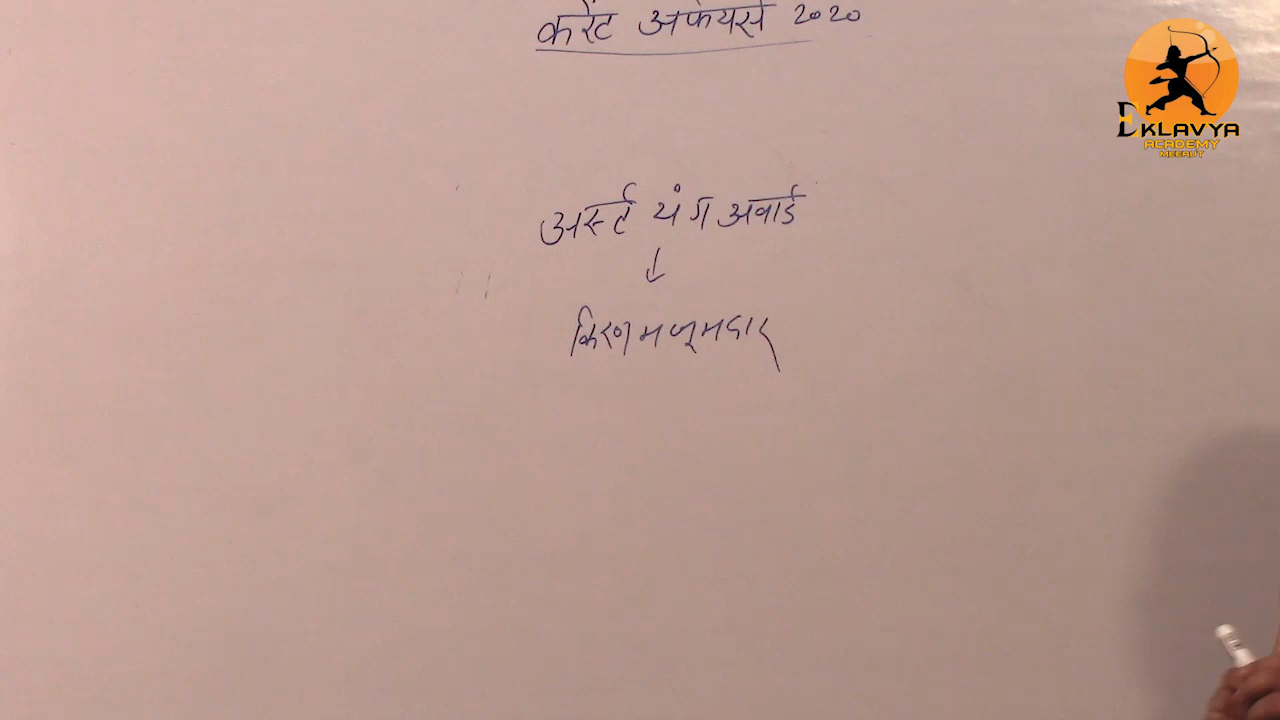 करेंट अफेयर्स 2020
EKLAVYA
ACADEMY
MEERUT
अर्स्ट यंग अवार्ड
↓
किरण मजूमदार